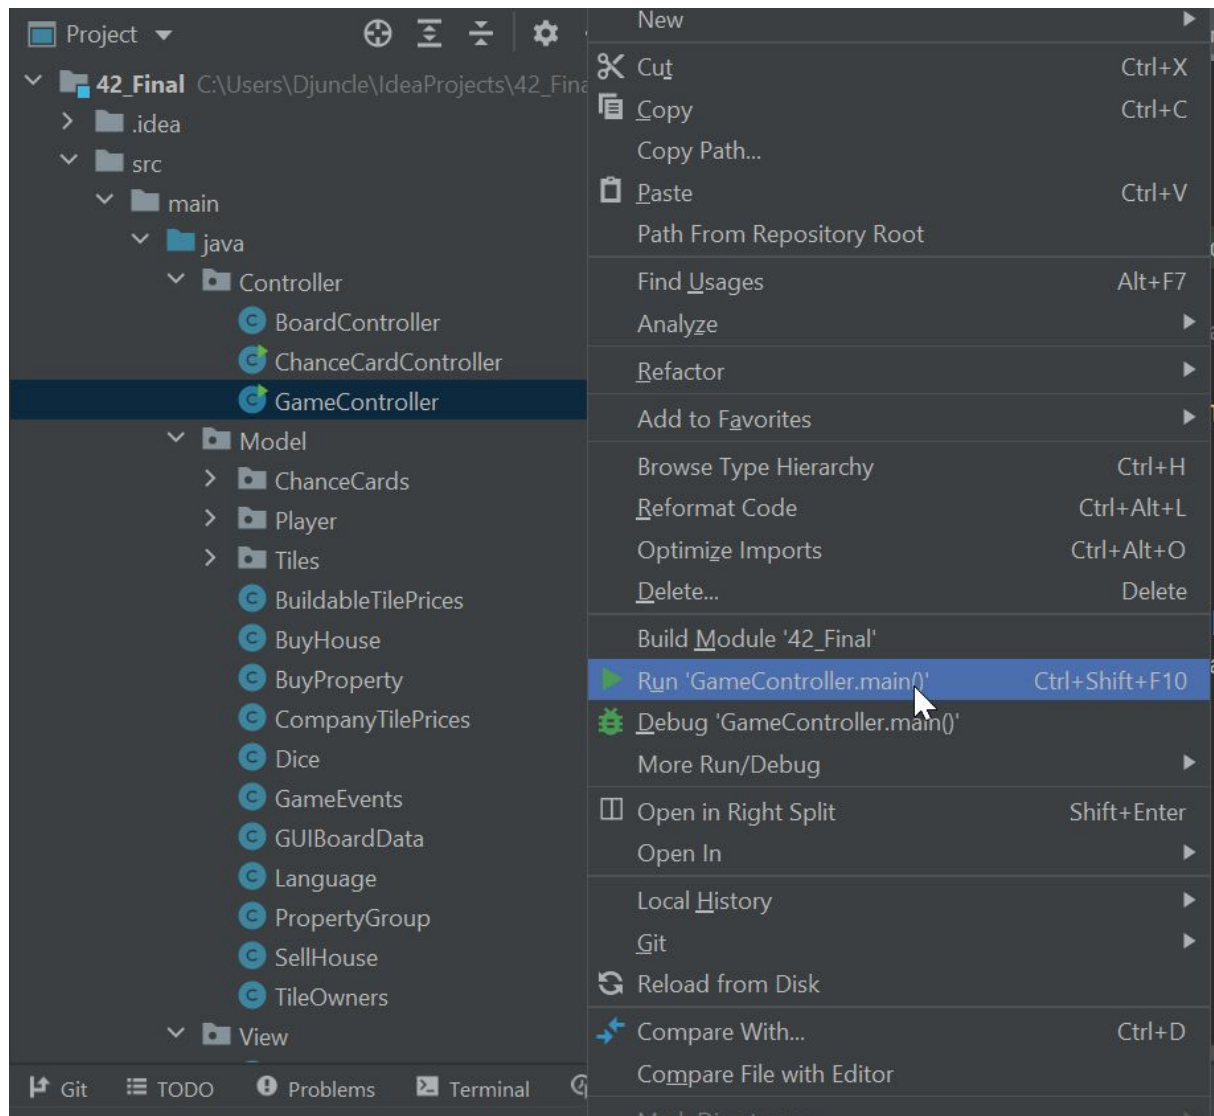 Project
42_Final C:\Users\Djuncle\IdeaProjects\42_Fina
.idea
src
main
java
Controller
BoardController
ChanceCardController
GameController
Model
ChanceCards
Player
Tiles
BuildableTilePrices
BuyHouse
BuyProperty
CompanyTilePrices
Dice
GameEvents
GUIBoardData
Language
PropertyGroup
SellHouse
TileOwners
View
Git TODO Problems Terminal
New
Cut Ctrl+X
Copy Ctrl+C
Copy Path...
Paste Ctrl+V
Path From Repository Root
Find Usages Alt+F7
Analyze
Refactor
Add to Favorites
Browse Type Hierarchy Ctrl+H
Reformat Code Ctrl+Alt+L
Optimize Imports Ctrl+Alt+O
Delete... Delete
Build Module '42_Final'
Run 'GameController.main()' Ctrl+Shift+F10
Debug 'GameController.main()'
More Run/Debug
Open in Right Split Shift+Enter
Open In
Local History
Git
Reload from Disk
Compare With... Ctrl+D
Compare File with Editor